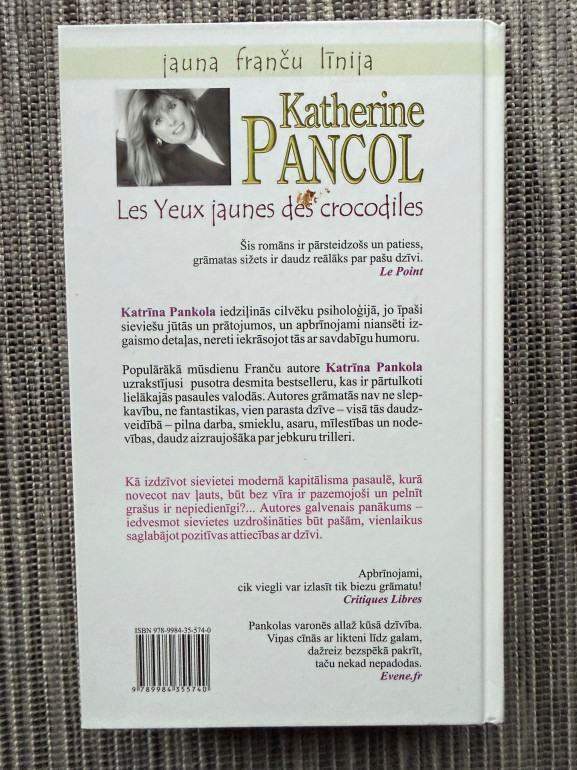 jauna franču līnija
Katherine
PANCOL
Les Yeux jaunes des crocodiles
Šis romāns ir pārsteidzošs un patiess,
grāmatas sižets ir daudz reālāks par pašu dzīvi.
Le Point
Katrīna Pankola iedziļinās cilvēku psiholoģijā, jo īpaši
sieviešu jūtās un prātojumos, un apbrīnojami niansēti iz-
gaismo detaļas, nereti iekrāsojot tās ar savdabīgu humoru.
Populārākā mūsdienu Franču autore Katrīna Pankola
uzrakstījusi pusotra desmita bestselleru, kas ir pārtulkoti
lielākajās pasaules valodās. Autores grāmatās nav ne slep-
kavību, ne fantastikas, vien parasta dzīve – visā tās daudz-
veidībā – pilna darba, smieklu, asaru, mīlestības un node-
vības, daudz aizraujošāka par jebkuru trilleri.
Kā izdzīvot sievietei modernā kapitālisma pasaulē, kurā
novecot nav ļauts, būt bez vīra ir pazemojoši un pelnīt
grašus ir nepiedienīgi?... Autores galvenais panākums –
iedvesmot sievietes uzdrošināties būt pašām, vienlaikus
saglabājot pozitīvas attiecības ar dzīvi.
Apbrīnojami,
cik viegli var izlasīt tik biezu grāmatu!
Critiques Libres
Pankolas varonēs allaž kūsā dzīvība.
Viņas cīnās ar likteni līdz galam,
dažreiz bezspēkā pakrīt,
taču nekad nepadodas.
Evene.fr
ISBN 978-9984-35-574-0
9 789984 355740